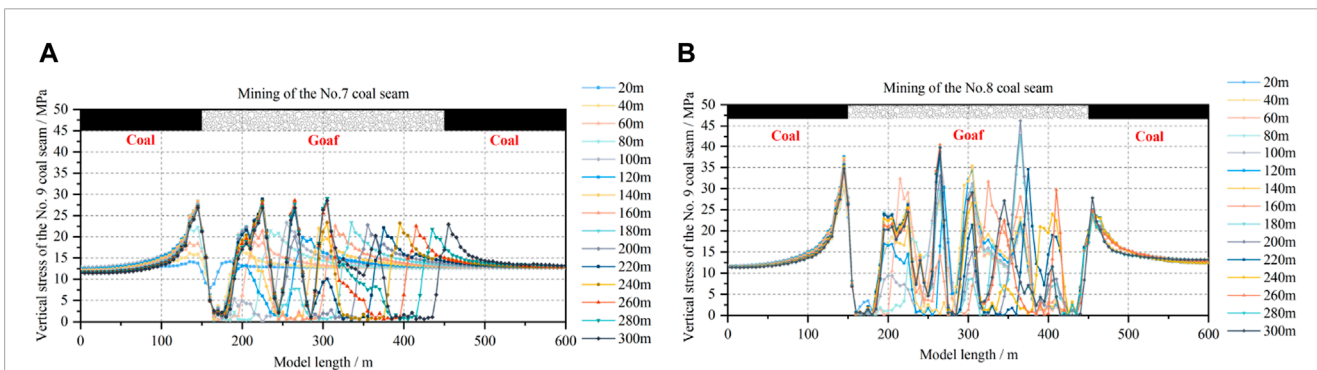 A
Mining of the No.7 coal seam
Vertical stress of the No. 9 coal seam / MPa
50
45
40
35
30
25
20
15
10
5
0
Coal
Goaf
Coal
0
100
200
300
400
500
600
Model length / m
20m
40m
60m
80m
100m
120m
140m
160m
180m
200m
220m
240m
260m
280m
300m
B
Mining of the No.8 coal seam
Vertical stress of the No. 9 coal seam / MPa
50
45
40
35
30
25
20
15
10
5
0
Coal
Goaf
Coal
0
100
200
300
400
500
600
Model length / m
20m
40m
60m
80m
100m
120m
140m
160m
180m
200m
220m
240m
260m
280m
300m